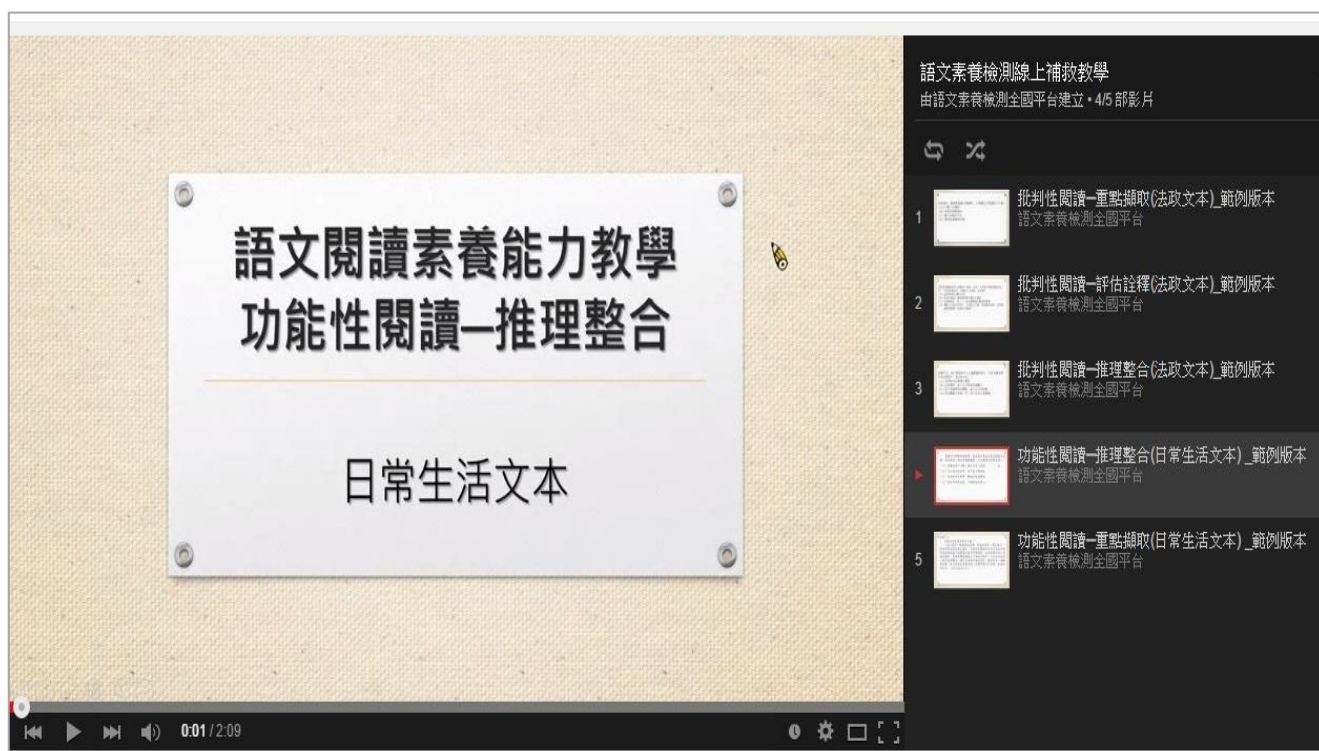 語文閱讀素養能力教學
功能性閱讀—推理整合
日常生活文本
0:01 / 2:09
語文素養檢測線上補救教學
由語文素養檢測全國平台建立 • 4/5 部影片
1
批判性閱讀─重點擷取(法政文本)_範例版本
語文素養檢測全國平台
2
批判性閱讀─評估詮釋(法政文本)_範例版本
語文素養檢測全國平台
3
批判性閱讀─推理整合(法政文本)_範例版本
語文素養檢測全國平台
功能性閱讀─推理整合(日常生活文本) _範例版本
語文素養檢測全國平台
5
功能性閱讀─重點擷取(日常生活文本) _範例版本
語文素養檢測全國平台